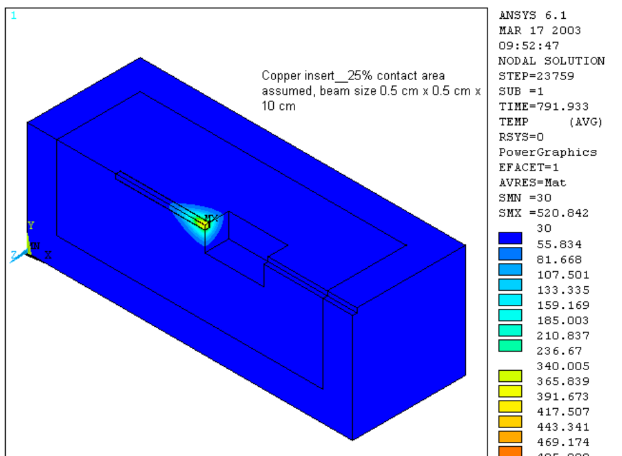 1
Copper insert__25% contact area
assumed, beam size 0.5 cm x 0.5 cm x
10 cm
Y
Z
X
ANSYS 6.1
MAR 17 2003
09:52:47
NODAL SOLUTION
STEP=23759
SUB =1
TIME=791.933
TEMP (AVG)
RSYS=0
PowerGraphics
EFACET=1
AVRES=Mat
SMN =30
SMX =520.842
30
55.834
81.668
107.501
133.335
159.169
185.003
210.837
236.67
340.005
365.839
391.673
417.507
443.341
469.174